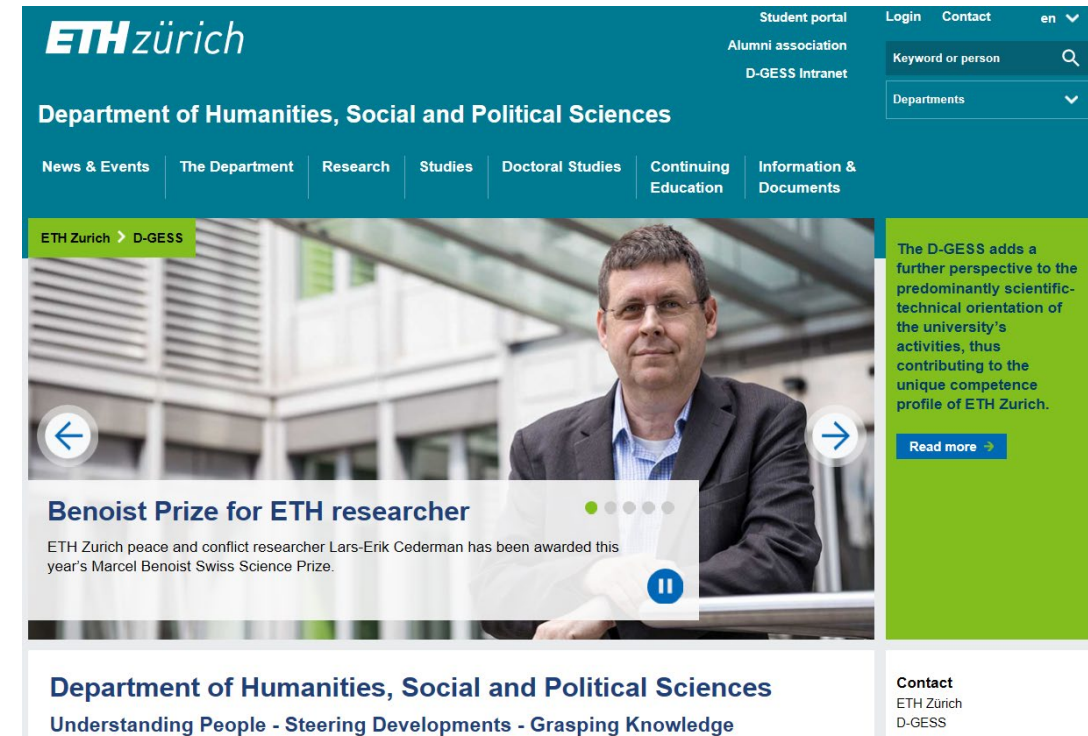 ETH zürich
Student portal
Alumni association
D-GESS Intranet
Login Contact en
Keyword or person
Departments
Department of Humanities, Social and Political Sciences
News & Events The Department Research Studies Doctoral Studies Continuing Education Information & Documents
ETH Zurich > D-GESS
Benoist Prize for ETH researcher
ETH Zurich peace and conflict researcher Lars-Erik Cederman has been awarded this
year's Marcel Benoist Swiss Science Prize.
The D-GESS adds a
further perspective to the
predominantly scientific-
technical orientation of
the university's
activities, thus
contributing to the
unique competence
profile of ETH Zurich.
Read more
Department of Humanities, Social and Political Sciences
Understanding People - Steering Developments - Grasping Knowledge
Contact
ETH Zürich
D-GESS